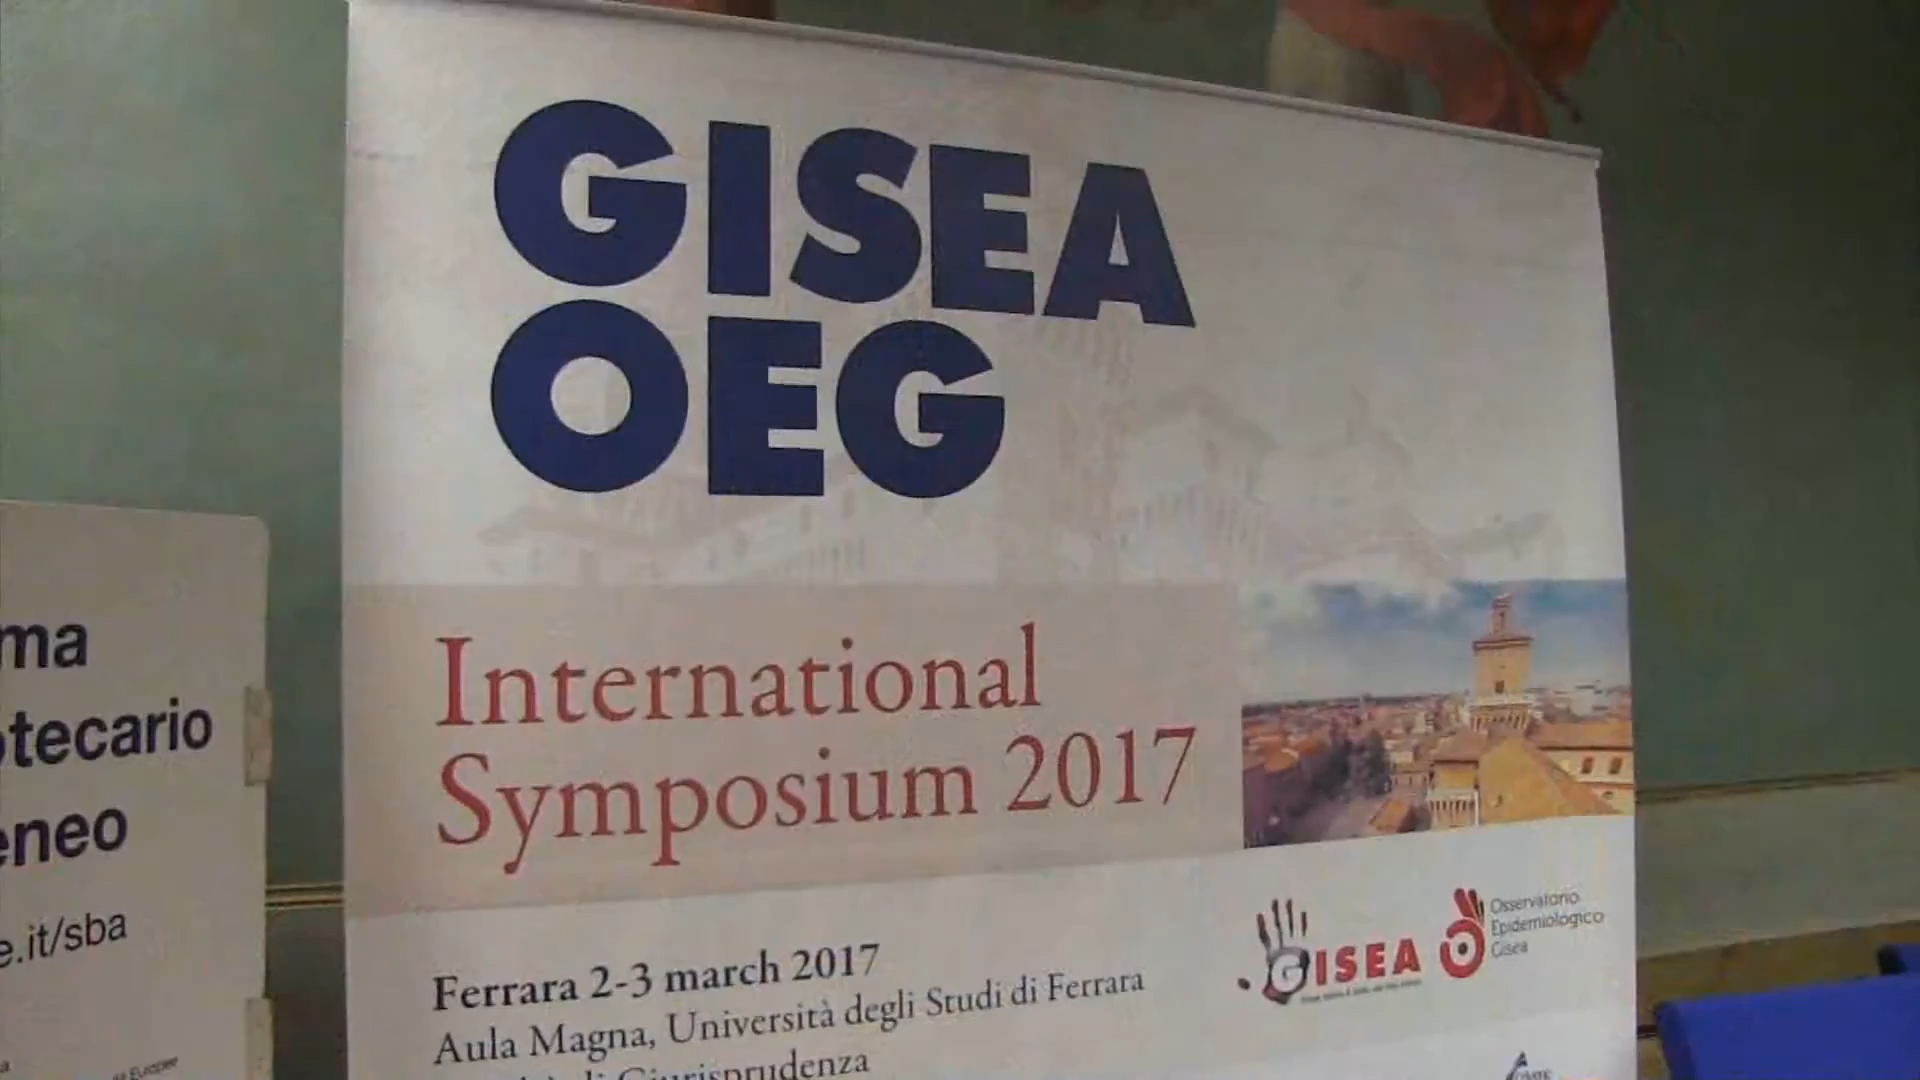 GISEA
OEG
International
Symposium 2017
Ferrara 2-3 march 2017
Aula Magna, Università degli Studi di Ferrara
di Giurisprudenza
GISEA
Osservatorio
Epidemiologico
Gisea
ma
otecario
eneo
e.it/sba